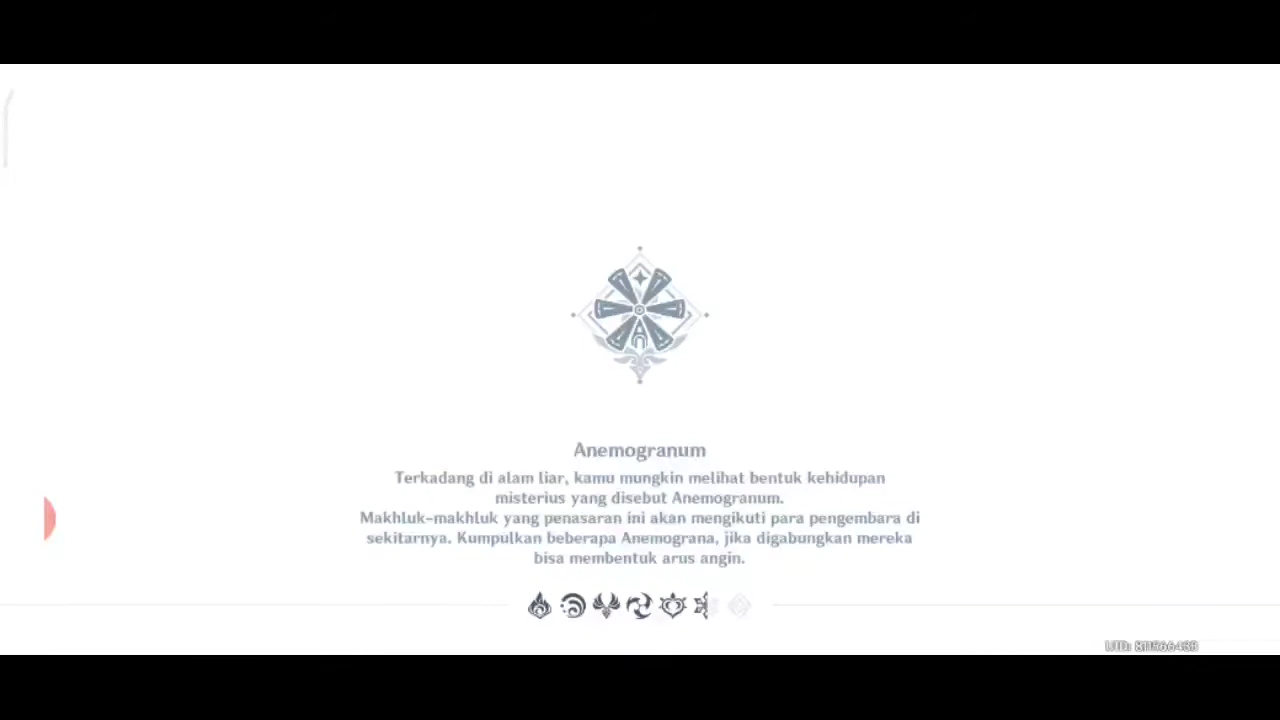 Anemogranum
Terkadang di alam liar, kamu mungkin melihat bentuk kehidupan
misterius yang disebut Anemogranum.
Makhluk-makhluk yang penasaran ini akan mengikuti para pengembara di
sekitarnya. Kumpulkan beberapa Anemograna, jika digabungkan mereka
bisa membentuk arus angin.
UID: